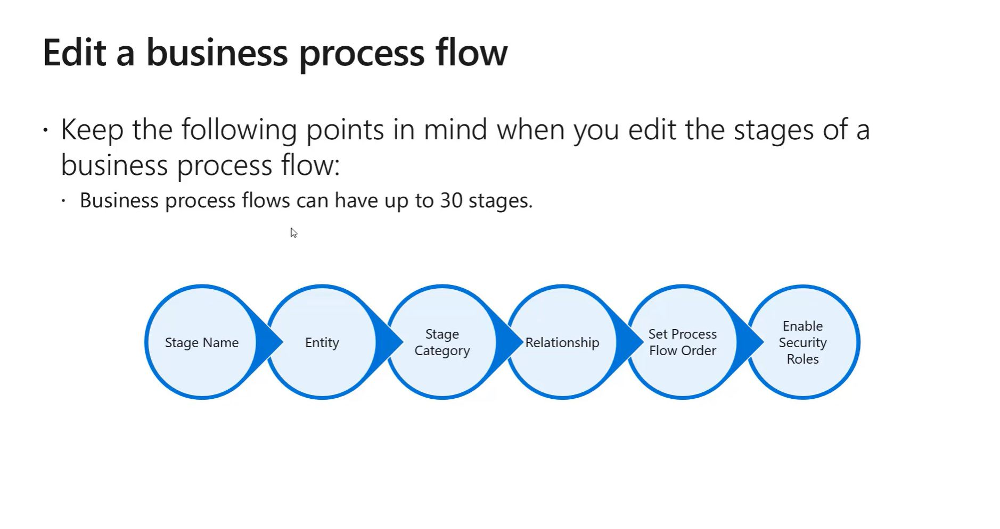 Edit a business process flow
• Keep the following points in mind when you edit the stages of a
business process flow:
• Business process flows can have up to 30 stages.
Stage Name
Entity
Stage
Category
Relationship
Set Process
Flow Order
Enable
Security
Roles